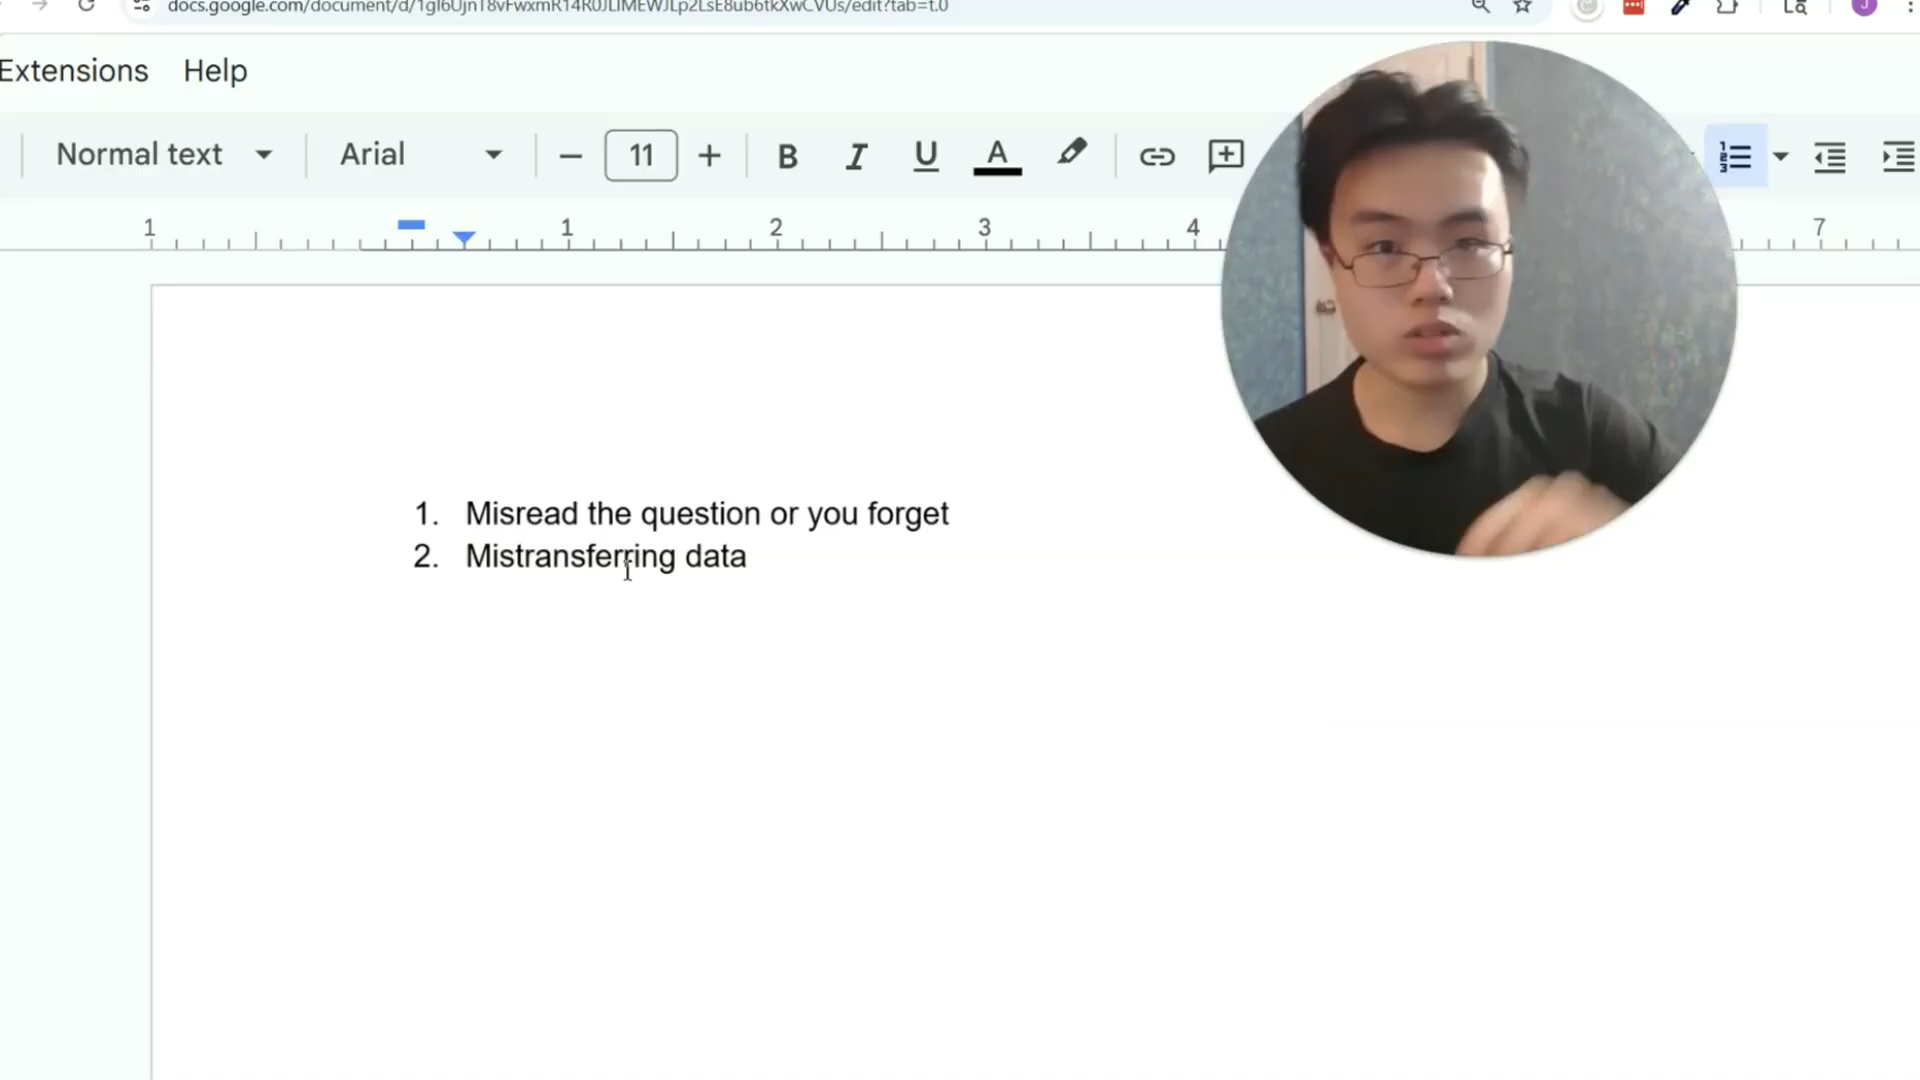 Extensions Help
Normal text Arial 11 B I U A
1 1 2 3 4 7
1. Misread the question or you forget
2. Mistransferring data